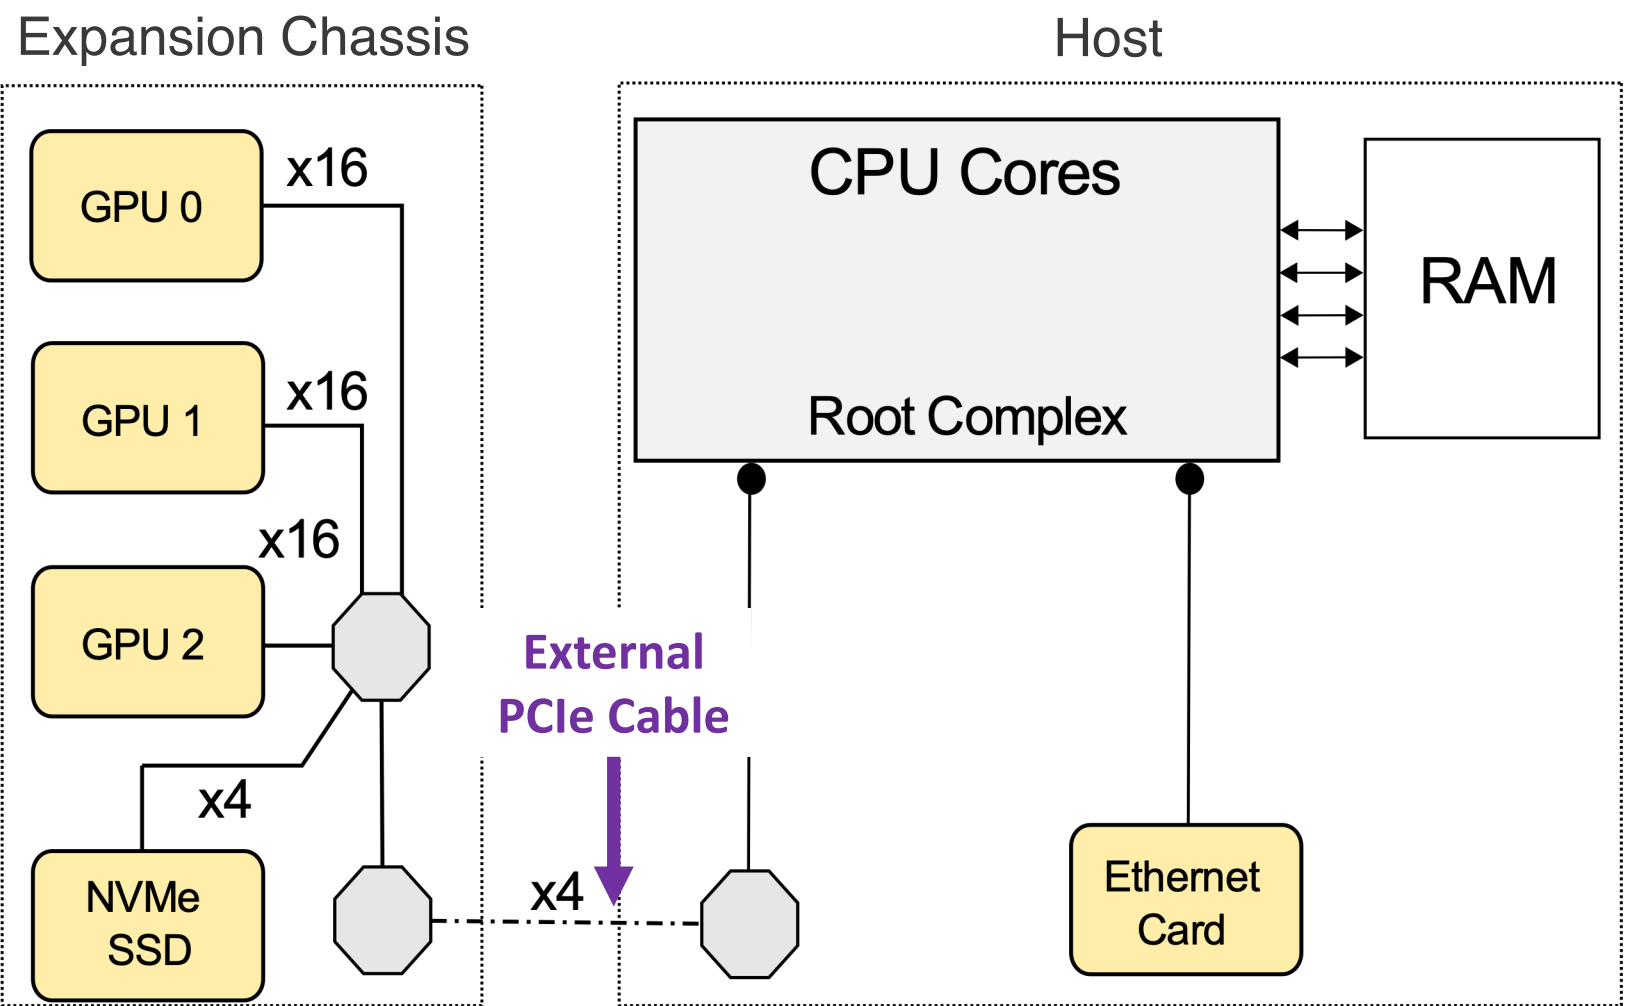 Expansion Chassis
Host
GPU 0
x16
CPU Cores
RAM
GPU 1
x16
Root Complex
x16
GPU 2
External
PCIe Cable
x4
NVMe
SSD
x4
Ethernet
Card